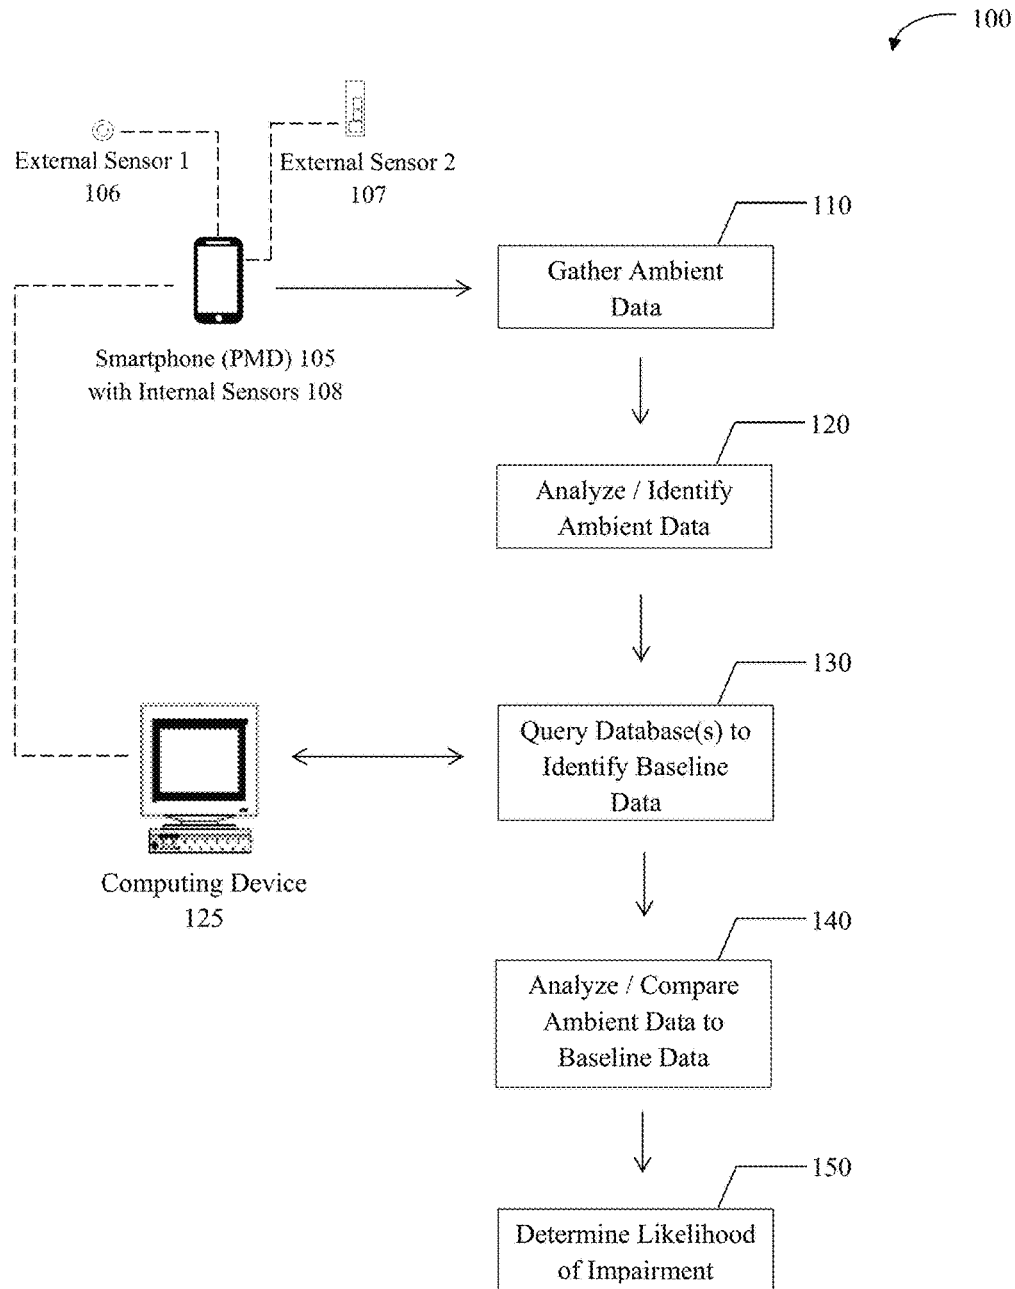 100
External Sensor 1
106
External Sensor 2
107
110
Gather Ambient
Data
Smartphone (PMD) 105
with Internal Sensors 108
120
Analyze / Identify
Ambient Data
130
Query Database(s) to
Identify Baseline
Data
Computing Device
125
140
Analyze / Compare
Ambient Data to
Baseline Data
150
Determine Likelihood
of Impairment